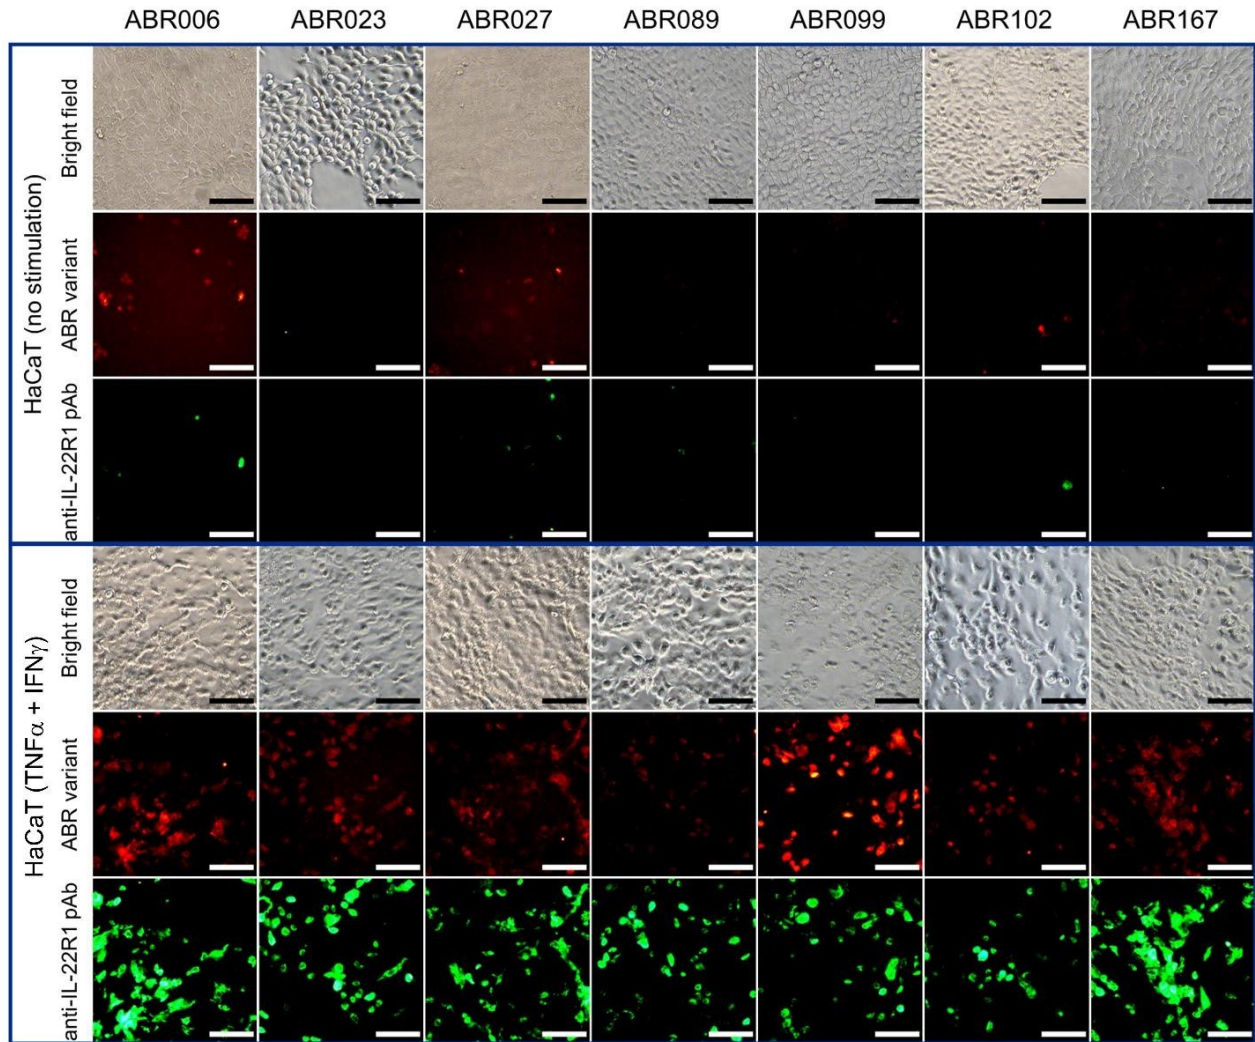 ABR006 ABR023 ABR027 ABR089 ABR099 ABR102 ABR167
HaCaT (no stimulation)
Bright field
ABR variant
anti-IL-22R1 pAb
HaCaT (TNFα + IFNγ)
Bright field
ABR variant
anti-IL-22R1 pAb